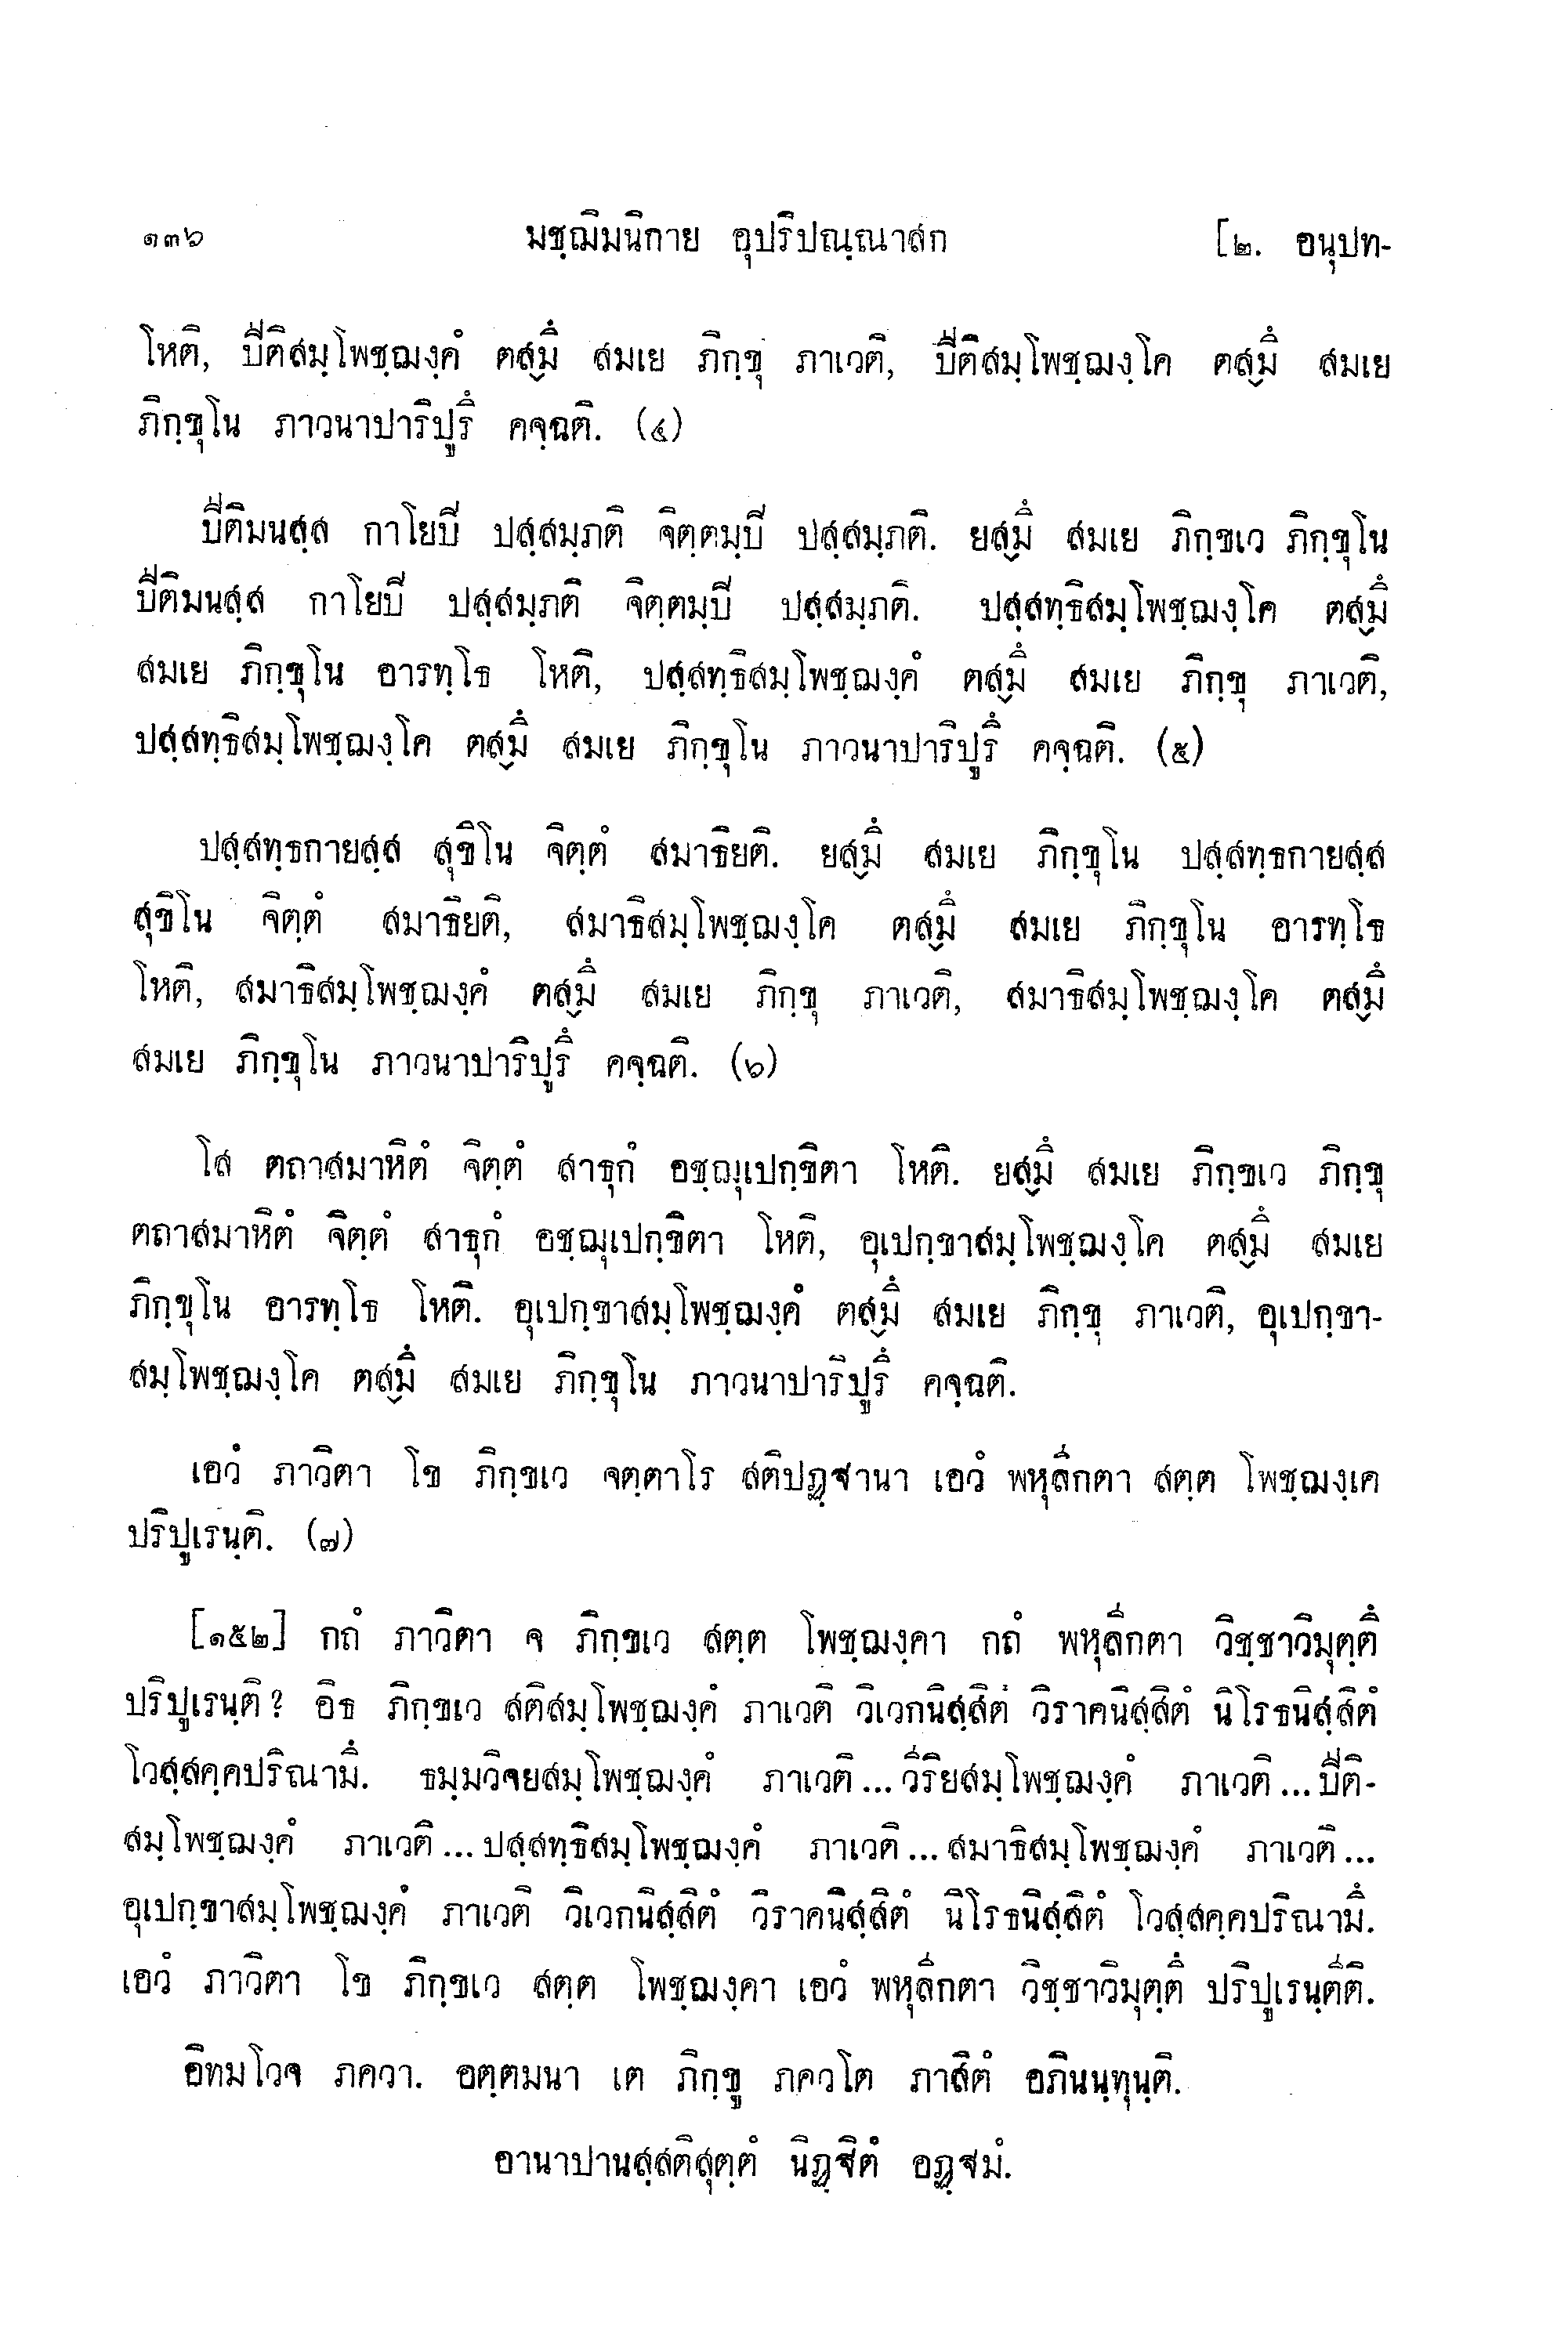 ๑๓๖ มชฺฌิมนิกาย อุปริปณฺณาสก [๒. อนุปท-
โหติ, ปีติสมฺโพชฺฌงฺคํ ตสฺมึ สมเย ภิกฺขุ ภาเวติ, ปีติสมฺโพชฺฌงฺโค ตสฺมึ สมเย
ภิกฺขุโน ภาวนาปาริปูรึ คจฺฉติ. (๔)
ปีติมนสฺส กาโยปิ ปสฺสมฺภติ จิตฺตมฺปิ ปสฺสมฺภติ. ยสฺมึ สมเย ภิกฺขเว ภิกฺขุโน
ปีติมนสฺส กาโยปิ ปสฺสมฺภติ จิตฺตมฺปิ ปสฺสมฺภติ. ปสฺสทฺธิสมฺโพชฺฌงฺโค ตสฺมึ
สมเย ภิกฺขุโน อารทฺโธ โหติ, ปสฺสทฺธิสมฺโพชฺฌงฺคํ ตสฺมึ สมเย ภิกฺขุ ภาเวติ,
ปสฺสทฺธิสมฺโพชฺฌงฺโค ตสฺมึ สมเย ภิกฺขุโน ภาวนาปาริปูรึ คจฺฉติ. (๕)
ปสฺสทฺธกายสฺส สุขิโน จิตฺตํ สมาธิยติ. ยสฺมึ สมเย ภิกฺขุโน ปสฺสทฺธกายสฺส
สุขิโน จิตฺตํ สมาธิยติ, สมาธิสมฺโพชฺฌงฺโค ตสฺมึ สมเย ภิกฺขุโน อารทฺโธ
โหติ, สมาธิสมฺโพชฺฌงฺคํ ตสฺมึ สมเย ภิกฺขุ ภาเวติ, สมาธิสมฺโพชฺฌงฺโค ตสฺมึ
สมเย ภิกฺขุโน ภาวนาปาริปูรึ คจฺฉติ. (๖)
โส ตถาสมาหิตํ จิตฺตํ สาธุกํ อชฺฌุเปกฺขิตา โหติ. ยสฺมึ สมเย ภิกฺขเว ภิกฺขุ
ตถาสมาหิตํ จิตฺตํ สาธุกํ อชฺฌุเปกฺขิตา โหติ, อุเปกฺขาสมฺโพชฺฌงฺโค ตสฺมึ สมเย
ภิกฺขุโน อารทฺโธ โหติ. อุเปกฺขาสมฺโพชฺฌงฺคํ ตสฺมึ สมเย ภิกฺขุ ภาเวติ, อุเปกฺขา-
สมฺโพชฺฌงฺโค ตสฺมึ สมเย ภิกฺขุโน ภาวนาปาริปูรึ คจฺฉติ.
เอวํ ภาวิตา โข ภิกฺขเว จตฺตาโร สติปฏฺฐานา เอวํ พหุลีกตา สตฺต โพชฺฌงฺเค
ปริปูเรนฺติ. (๗)
[๑๕๒] กถํ ภาวิตา จ ภิกฺขเว สตฺต โพชฺฌงฺคา กถํ พหุลีกตา วิชฺชาวิมุตฺตึ
ปริปูเรนฺติ? อิธ ภิกฺขเว สติสมฺโพชฺฌงฺคํ ภาเวติ วิเวกนิสฺสิตํ วิราคนิสฺสิตํ นิโรธนิสฺสิตํ
โวสฺสคฺคปริณามึ. ธมฺมวิจยสมฺโพชฺฌงฺคํ ภาเวติ...วีริยสมฺโพชฺฌงฺคํ ภาเวติ...ปีติ-
สมฺโพชฺฌงฺคํ ภาเวติ...ปสฺสทฺธิสมฺโพชฺฌงฺคํ ภาเวติ...สมาธิสมฺโพชฺฌงฺคํ ภาเวติ...
อุเปกฺขาสมฺโพชฺฌงฺคํ ภาเวติ วิเวกนิสฺสิตํ วิราคนิสฺสิตํ นิโรธนิสฺสิตํ โวสฺสคฺคปริณามึ.
เอวํ ภาวิตา โข ภิกฺขเว สตฺต โพชฺฌงฺคา เอวํ พหุลีกตา วิชฺชาวิมุตฺตึ ปริปูเรนฺตีติ.
อิทมโวจ ภควา. อตฺตมนา เต ภิกฺขู ภควโต ภาสิตํ อภินนฺทุนฺติ.
อานาปานสฺสติสุตฺตํ นิฏฺฐิตํ อฏฺฐมํ.